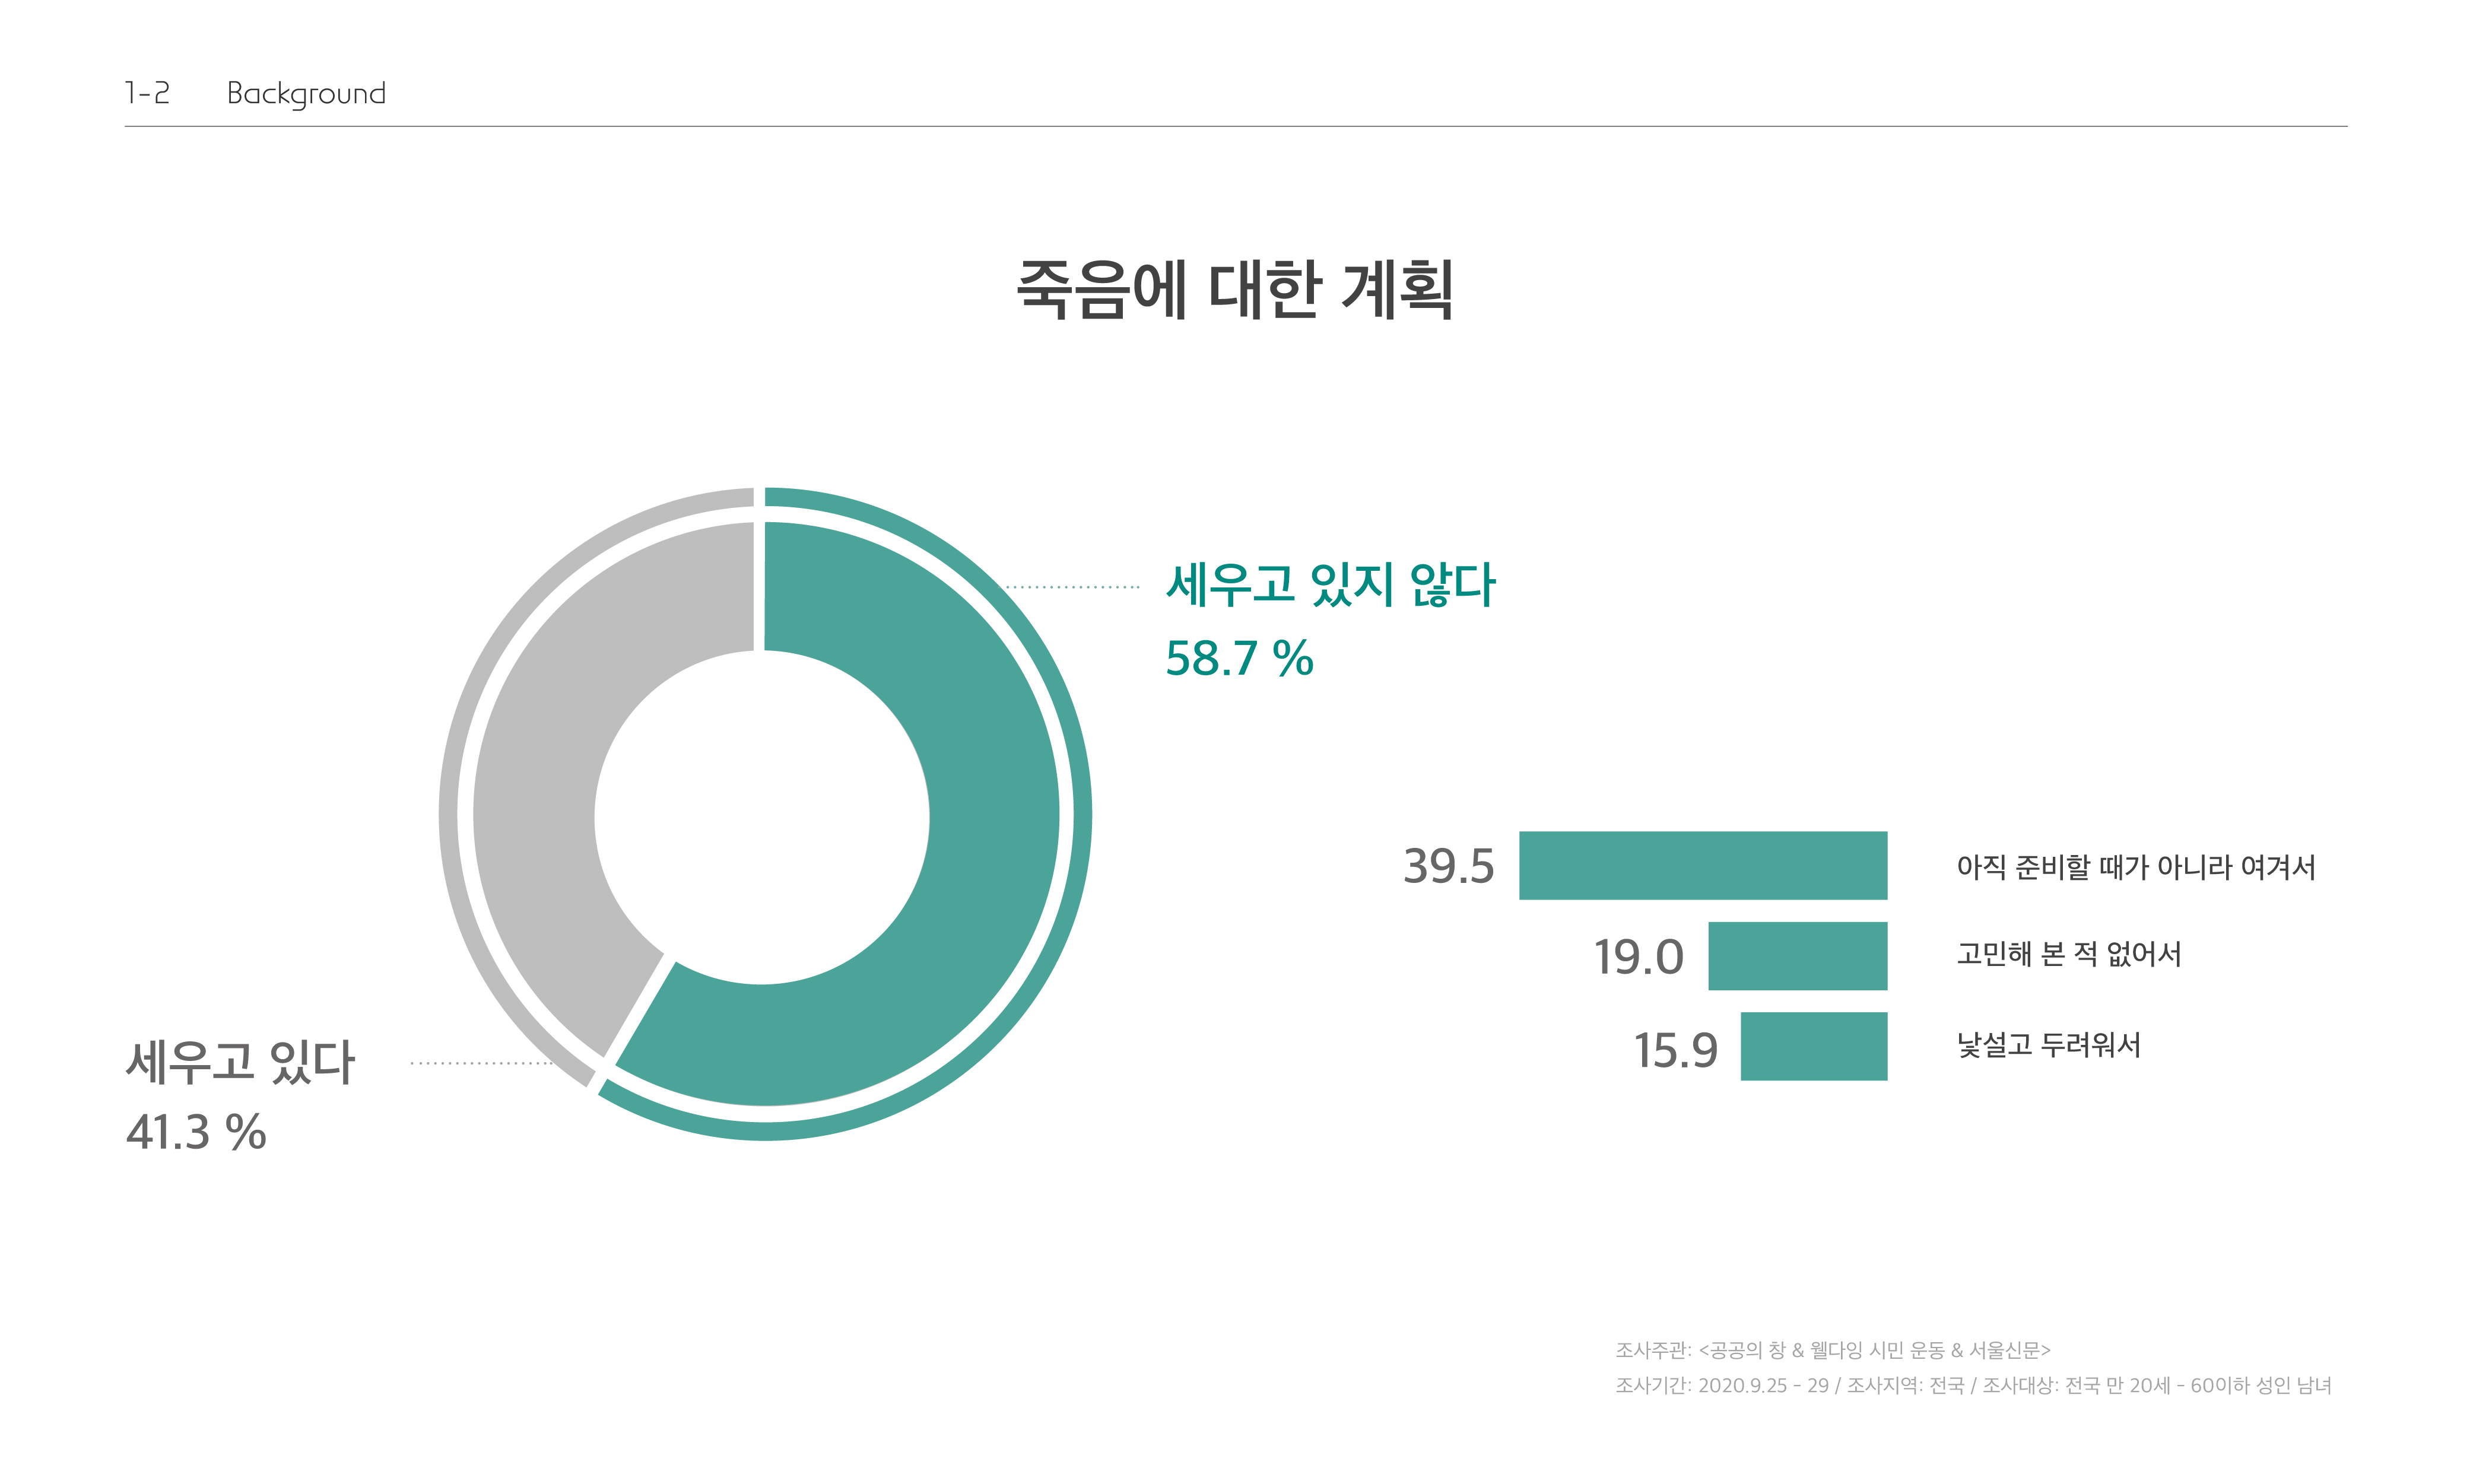 1-2 Background
죽음에 대한 계획
세우고 있지 않다
58.7 %
39.5 아직 준비할 때가 아니라 여겨서
19.0 고민해 본 적 없어서
15.9 낯설고 두려워서
세우고 있다
41.3 %
조사주관: <공공의 창 & 웰다잉 시민 운동 & 서울신문>
조사기간: 2020.9.25 - 29 / 조사지역: 전국 / 조사대상: 전국 만 20세 - 60이하 성인 남녀